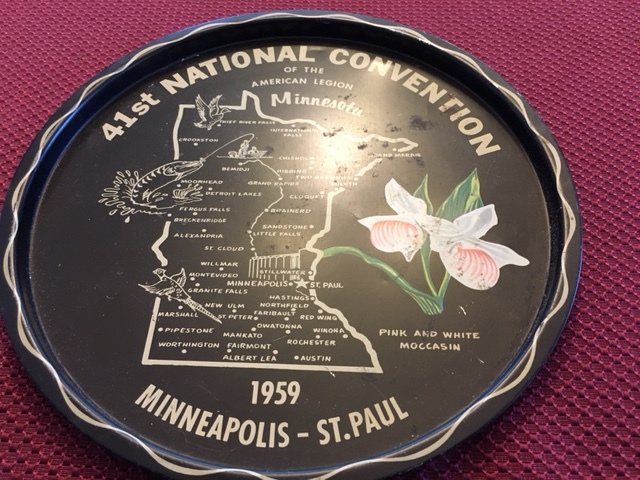 41st NATIONAL CONVENTION
OF THE
AMERICAN LEGION
Minnesota
THIEF RIVER FALLS
INTERNATIONAL
FALLS
CROOKSTON
GRAND MARAIS
CHISHOLM
BEMIDJI
HIBBING
TWO
MOORHEAD
GRAND RAPIDS
DETROIT LAKES
CLOQUET
FERGUS FALLS
BRAINERD
BRECKENRIDGE
SANDSTONE
ALEXANDRIA
LITTLE FALLS
ST. CLOUD
WILLMAR
STILLWATER
MONTEVIDEO
MINNEAPOLIS
ST. PAUL
GRANITE FALLS
HASTINGS
NEW ULM
NORTHFIELD
MARSHALL
ST. PETER
FARIBAULT
RED WING
PIPESTONE
OWATONNA
WINONA
MANKATO
ROCHESTER
WORTHINGTON
FAIRMONT
ALBERT LEA
AUSTIN
PINK AND WHITE
MOCCASIN
1959
MINNEAPOLIS - ST. PAUL